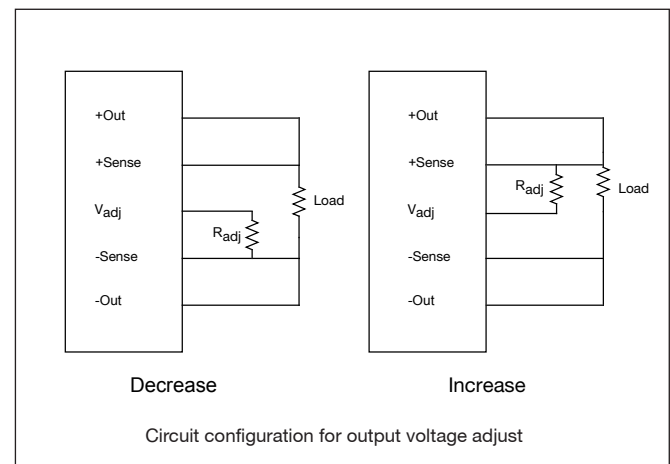 +Out
+Sense
Vadj
-Sense
-Out
Radj
Load
Decrease
+Out
+Sense
Vadj
-Sense
-Out
Radj
Load
Increase
Circuit configuration for output voltage adjust